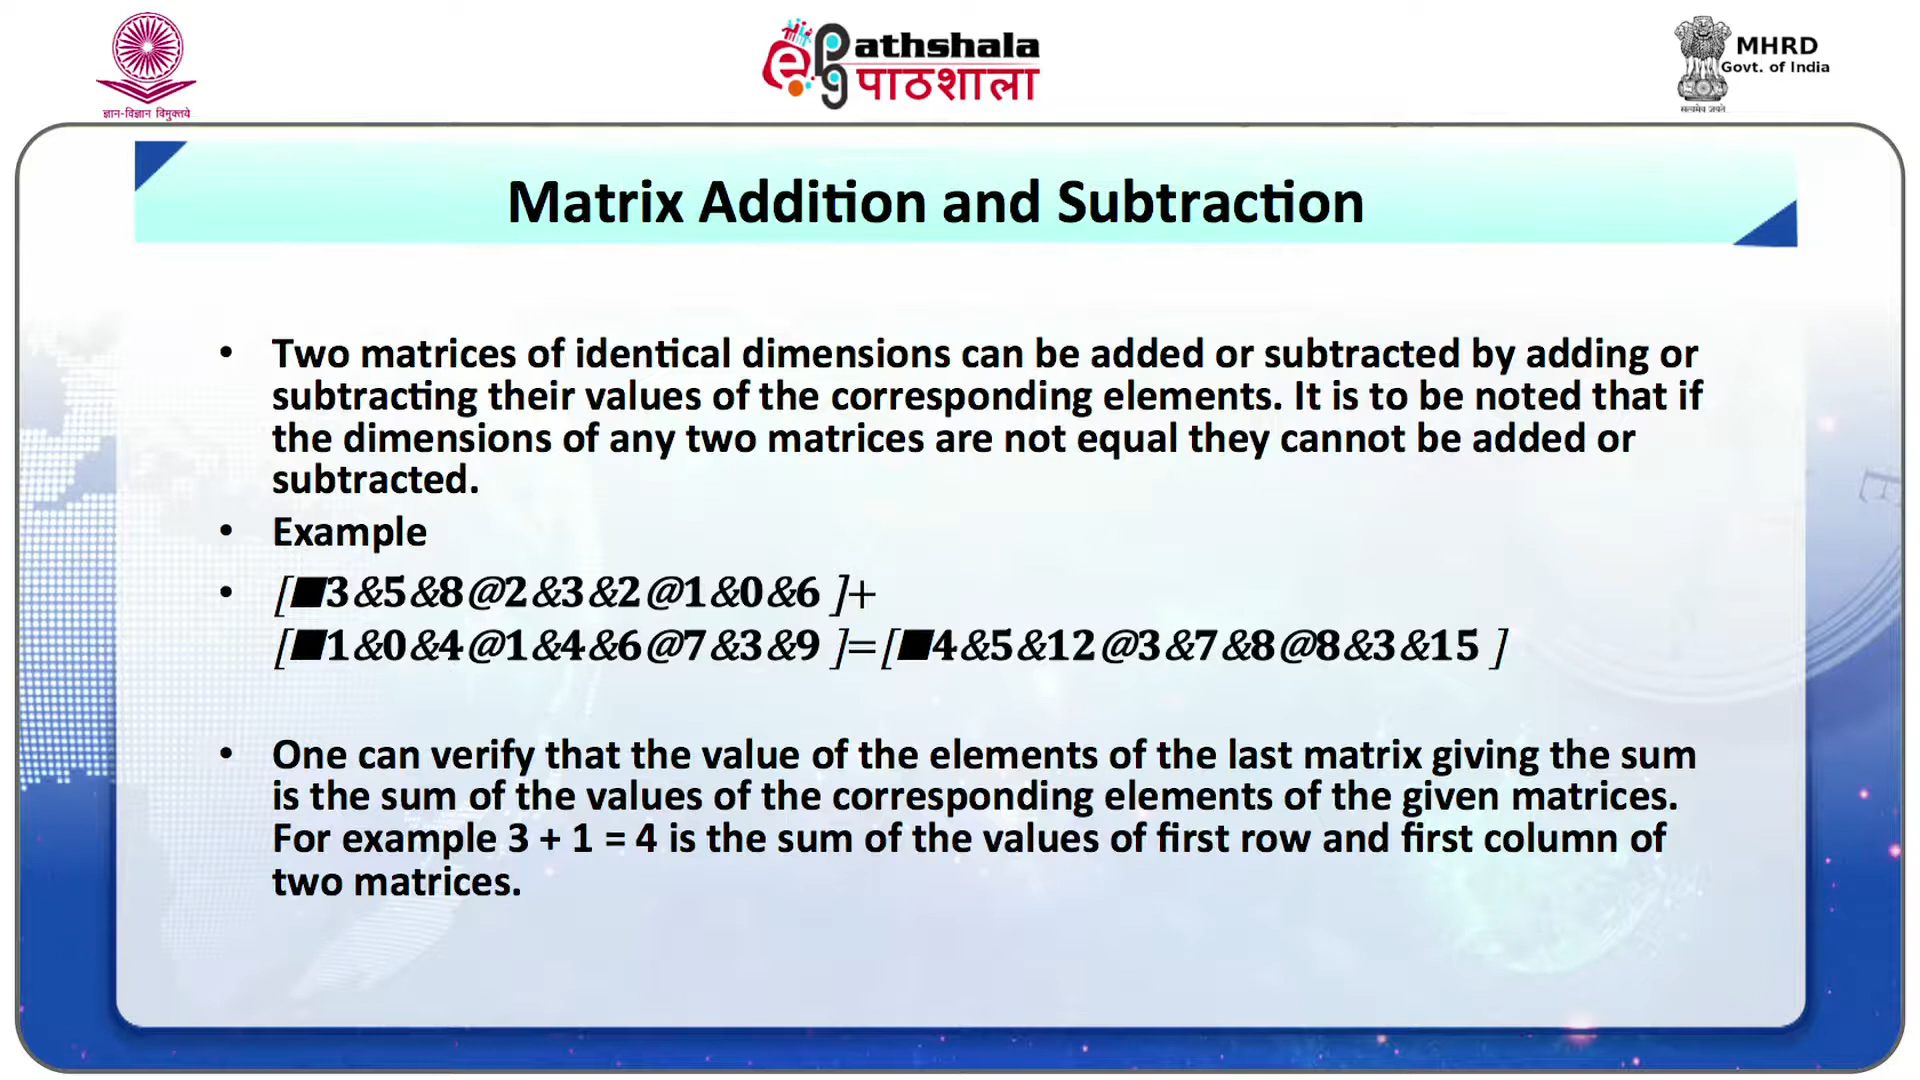 ज्ञान-विज्ञान विमुक्तये
e pg Pathshala
पाठशाला
MHRD
Govt. of India
सत्यमेव जयते
Matrix Addition and Subtraction
• Two matrices of identical dimensions can be added or subtracted by adding or
subtracting their values of the corresponding elements. It is to be noted that if
the dimensions of any two matrices are not equal they cannot be added or
subtracted.
• Example
• [■3&5&8@2&3&2@1&0&6 ]+
[■1&0&4@1&4&6@7&3&9 ]=[■4&5&12@3&7&8@8&3&15 ]
• One can verify that the value of the elements of the last matrix giving the sum
is the sum of the values of the corresponding elements of the given matrices.
For example 3 + 1 = 4 is the sum of the values of first row and first column of
two matrices.